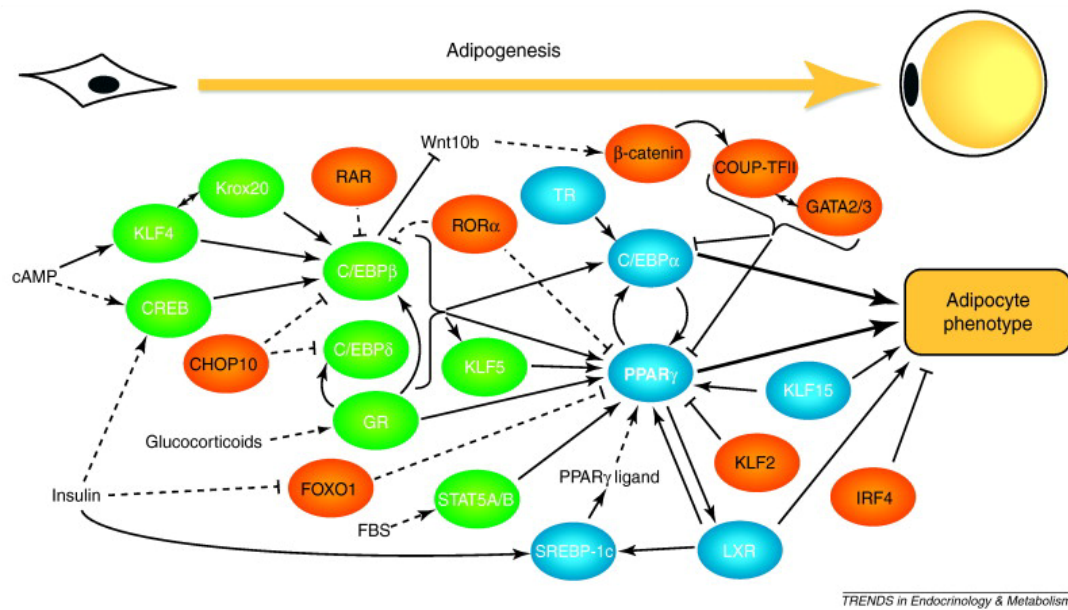 Adipogenesis
Wnt10b
β-catenin
COUP-TFII
GATA2/3
Krox20
RAR
TR
RORα
KLF4
C/EBPβ
C/EBPα
cAMP
CREB
Adipocyte
phenotype
CHOP10
C/EBPδ
KLF5
PPARγ
KLF15
GR
Glucocorticoids
KLF2
Insulin
FOXO1
STAT5A/B
PPARγ ligand
IRF4
FBS
SREBP-1c
LXR
TRENDS in Endocrinology & Metabolism